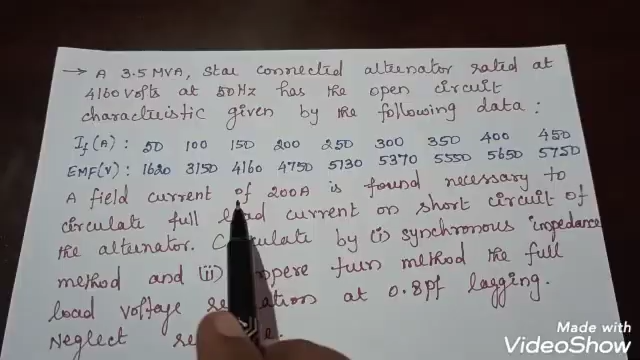 → A 3.5 MVA, star connected alternator rated at
4160 volts at 50Hz has the open circuit
charactteristic given by the following data :
If (A) : 50 100 150 200 250 300 350 400 450
EMF(V) : 1620 3150 4160 4750 5130 5370 5550 5650 5750
A field current of 200A is found necessary to
circulate full load current on short circuit of
the alternator. by (i) synchronous impedance
method and (ii) turn method the full
load voltage at 0.8pf lagging.
Neglect
Made with
VideoShow